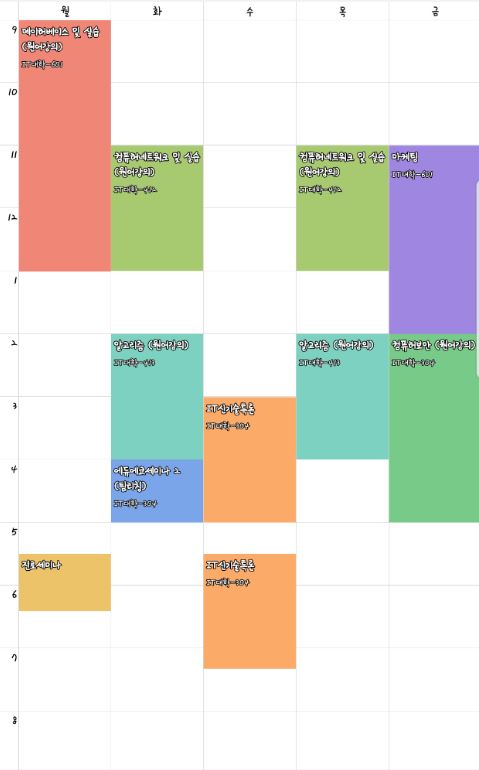 월 화 수 목 금
9
데이터베이스 및 실습
(원어강의)
IT대학-601
10
11
컴퓨터네트워크 및 실습
(원어강의)
IT대학-412
컴퓨터네트워크 및 실습
(원어강의)
IT대학-412
마케팅
IT대학-601
12
1
2
알고리즘 (원어강의)
IT대학-413
알고리즘 (원어강의)
IT대학-413
컴퓨터보안 (원어강의)
IT대학-304
3
IT신기술특론
IT대학-304
4
에듀에코세미나 2
(팀티칭)
IT대학-304
5
진로세미나
IT신기술특론
IT대학-304
6
7
8